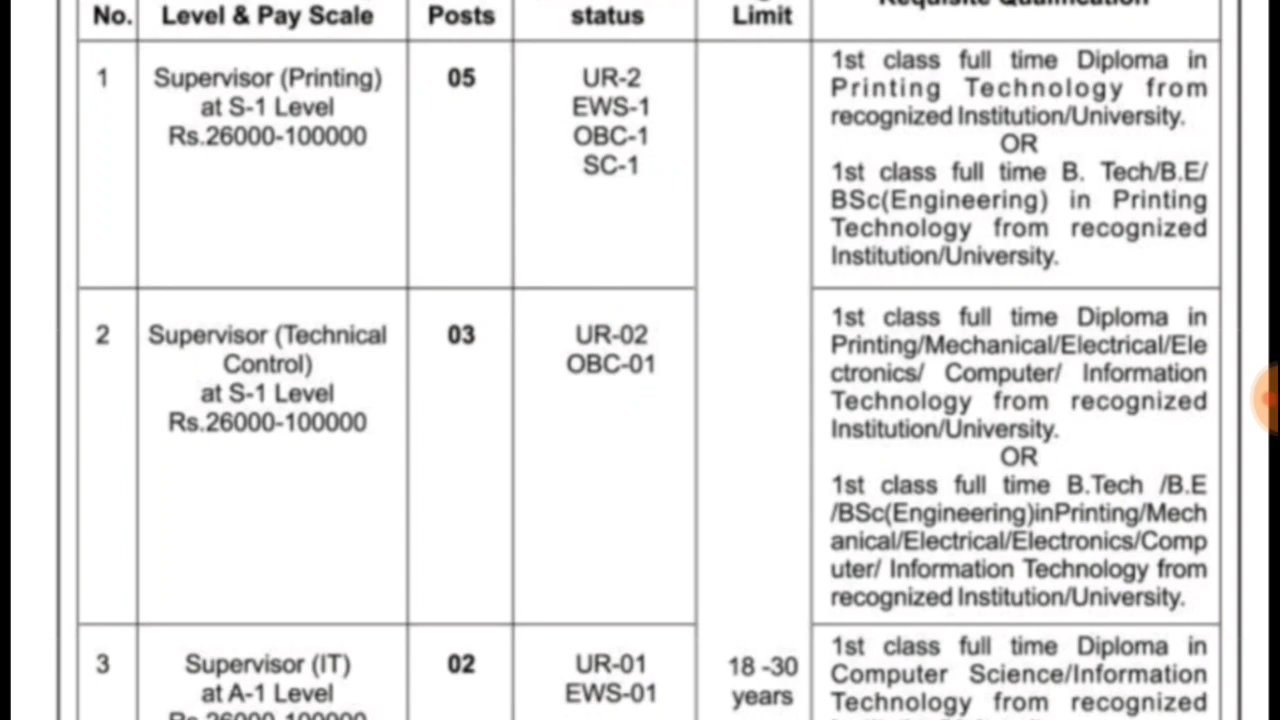 No.
Level & Pay Scale
Posts
status
Limit
Requisite Qualification
1
Supervisor (Printing)
at S-1 Level
Rs.26000-100000
05
UR-2
EWS-1
OBC-1
SC-1
1st class full time Diploma in
Printing Technology from
recognized Institution/University.
OR
1st class full time B. Tech/B.E/
BSc(Engineering) in Printing
Technology from recognized
Institution/University.
2
Supervisor (Technical
Control)
at S-1 Level
Rs.26000-100000
03
UR-02
OBC-01
1st class full time Diploma in
Printing/Mechanical/Electrical/Ele
ctronics/ Computer/ Information
Technology from recognized
Institution/University.
OR
1st class full time B.Tech /B.E
/BSc(Engineering)inPrinting/Mech
anical/Electrical/Electronics/Comp
uter/ Information Technology from
recognized Institution/University.
3
Supervisor (IT)
at A-1 Level
Rs.26000-100000
02
UR-01
EWS-01
18 -30
years
1st class full time Diploma in
Computer Science/Information
Technology from recognized